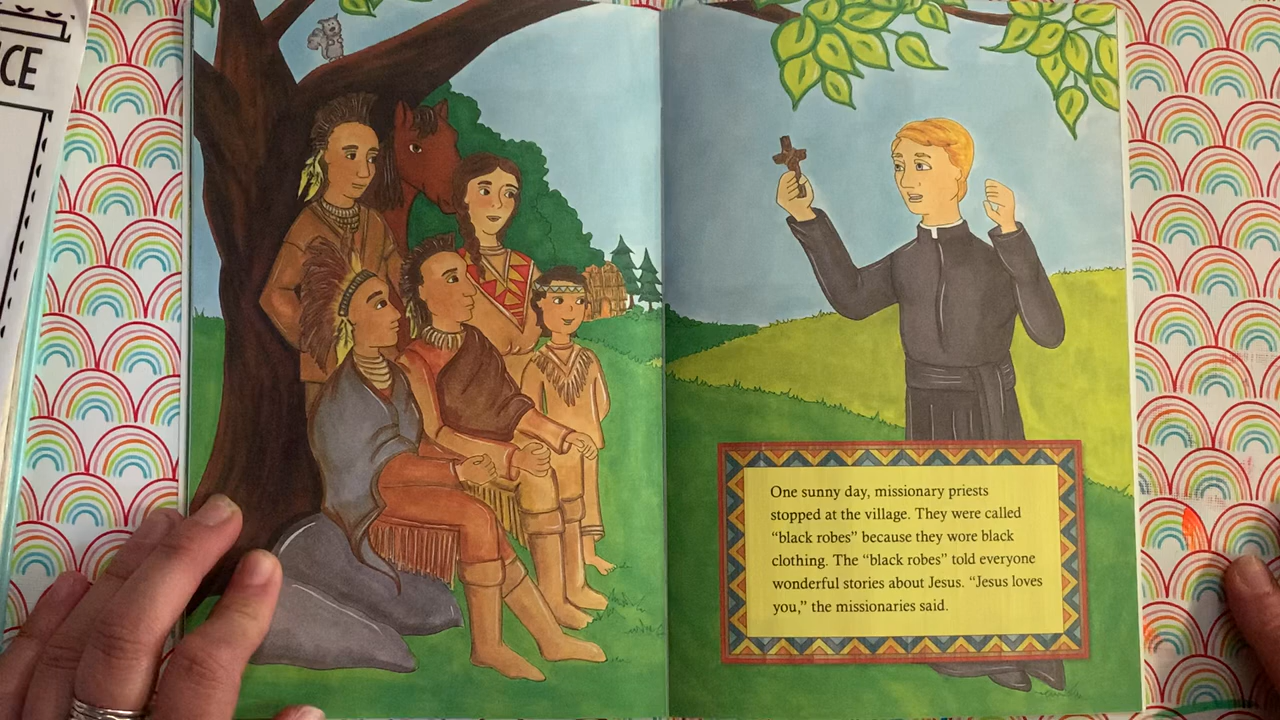 ICE
One sunny day, missionary priests
stopped at the village. They were called
“black robes” because they wore black
clothing. The “black robes” told everyone
wonderful stories about Jesus. “Jesus loves
you,” the missionaries said.